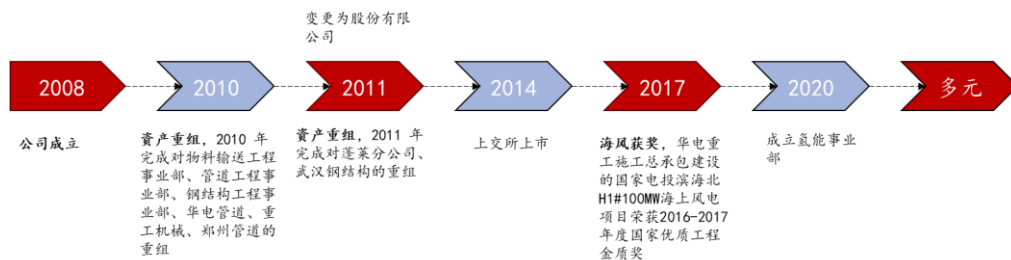 变更为股份有限
公司
2008
2010
2011
2014
2017
2020
多元
公司成立
资产重组，2010 年
完成对物料输送工程
事业部、管道工程事
业部、钢结构工程事
业部、华电管道、重
工机械、郑州管道的
重组
资产重组，2011 年
完成对蓬莱分公司、
武汉钢结构的重组
上交所上市
海风获奖，华电重
工施工总承包建设
的国家电投滨海北
H1#100MW海上风电
项目荣获2016-2017
年度国家优质工程
金质奖
成立氢能事业
部